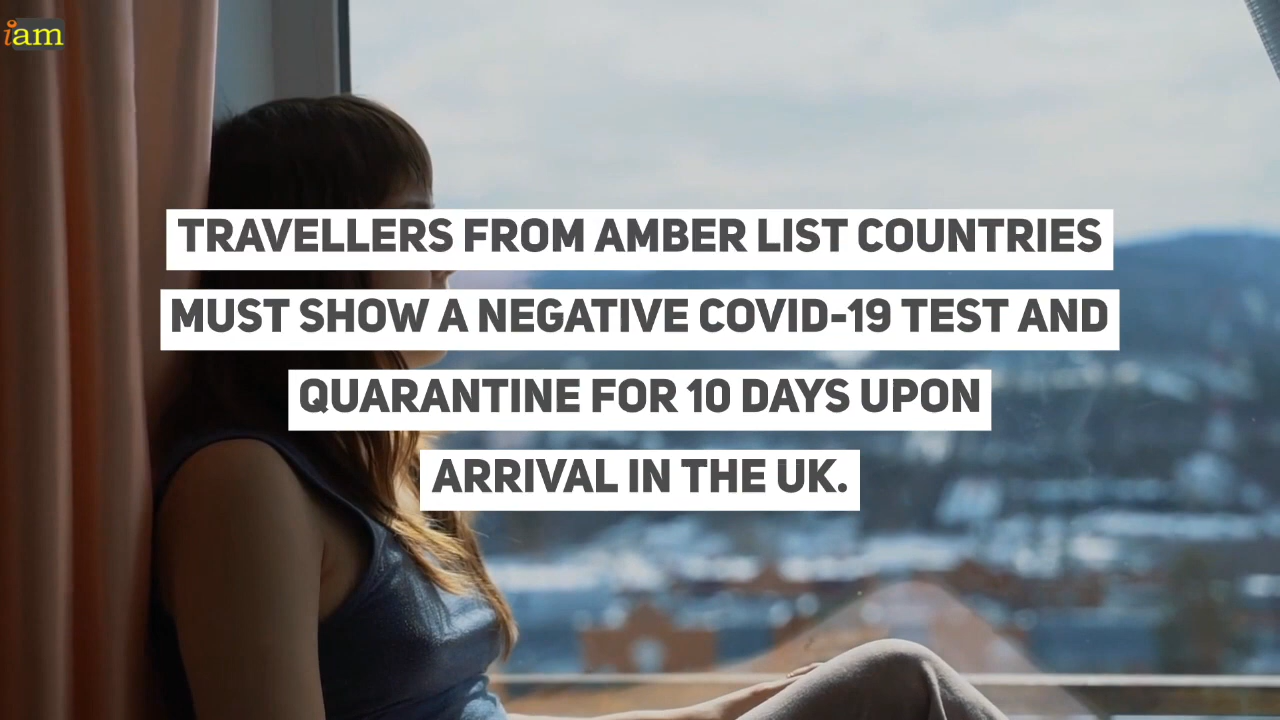 iam
TRAVELLERS FROM AMBER LIST COUNTRIES
MUST SHOW A NEGATIVE COVID-19 TEST AND
QUARANTINE FOR 10 DAYS UPON
ARRIVAL IN THE UK.